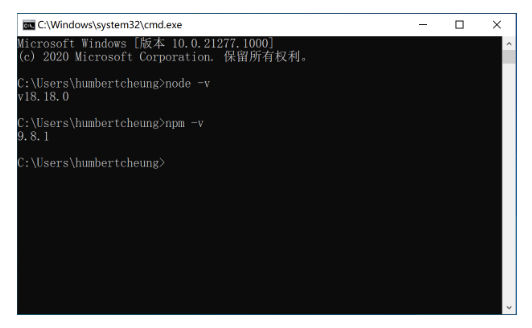 C:\Windows\system32\cmd.exe
Microsoft Windows [版本 10.0.21277.1000]
(c) 2020 Microsoft Corporation. 保留所有权利。
C:\Users\humbertcheung>node -v
v18.18.0
C:\Users\humbertcheung>npm -v
9.8.1
C:\Users\humbertcheung>